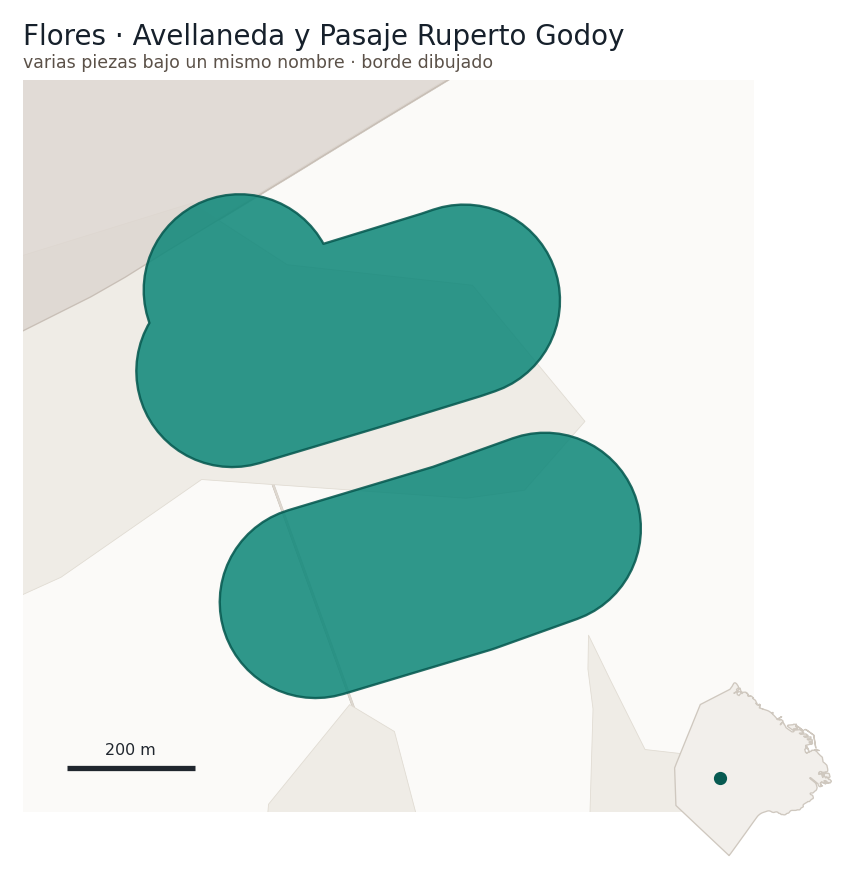 Flores · Avellaneda y Pasaje Ruperto Godoy
varias piezas bajo un mismo nombre · borde dibujado
200 m